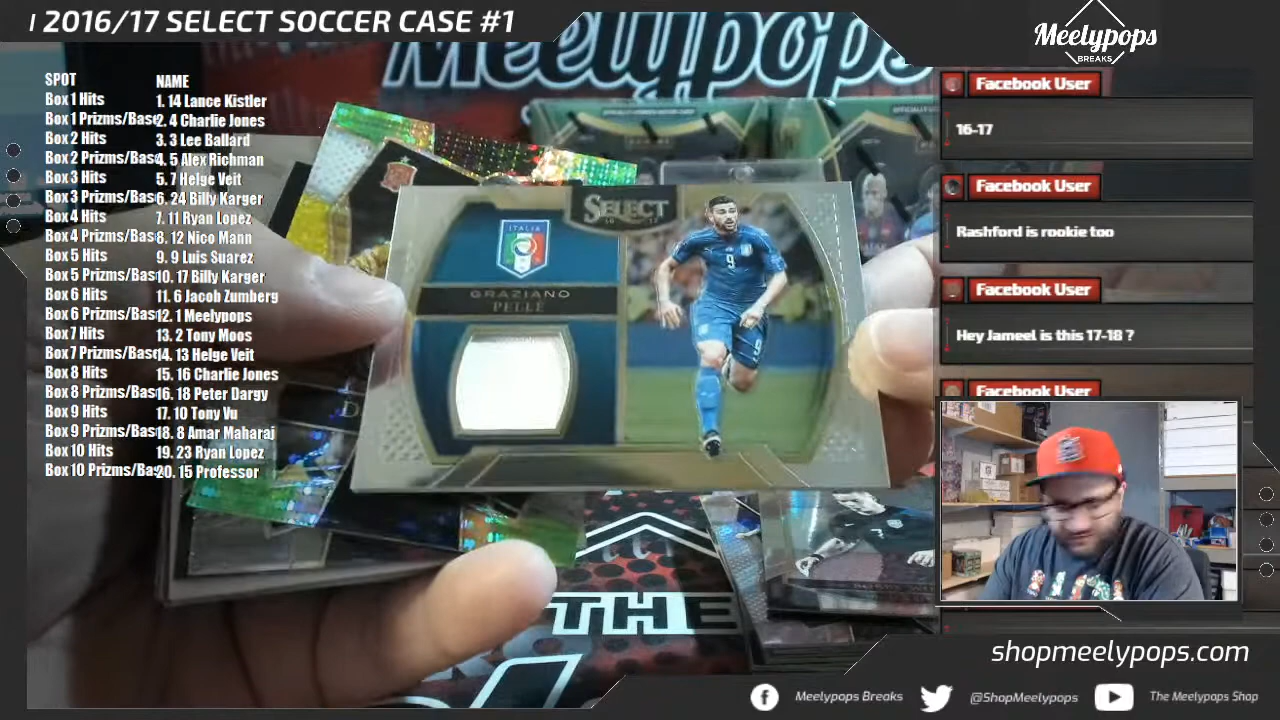 2016/17 SELECT SOCCER CASE #1
Meelypops
BREAKS
Meelypops
SPOT NAME
Box 1 Hits 1. 14 Lance Kistler
Box 1 Prizms/Base 2. 4 Charlie Jones
Box 2 Hits 3. 3 Lee Ballard
Box 2 Prizms/Bas 4. 5 Alex Richman
Box 3 Hits 5. 7 Helge Veit
Box 3 Prizms/Base 6. 24 Billy Karger
Box 4 Hits 7. 11 Ryan Lopez
Box 4 Prizms/Bas 8. 12 Nico Mann
Box 5 Hits 9. 9 Luis Suarez
Box 5 Prizms/Bas 10. 17 Billy Karger
Box 6 Hits 11. 6 Jacob Zumberg
Box 6 Prizms/Bas 12. 1 Meelypops
Box 7 Hits 13. 2 Tony Moos
Box 7 Prizms/Base 14. 13 Helge Veit
Box 8 Hits 15. 16 Charlie Jones
Box 8 Prizms/Bas 16. 18 Peter Dargy
Box 9 Hits 17. 10 Tony Vu
Box 9 Prizms/Bas 18. 8 Amar Maharaj
Box 10 Hits 19. 23 Ryan Lopez
Box 10 Prizms/Bas 20. 15 Professor
SELECT
ITALIA
GRAZIANO
PELLÈ
9
9
THE
Facebook User
16-17
Facebook User
Rashford is rookie too
Facebook User
Hey Jameel is this 17-18 ?
Facebook User
shopmeelypops.com
Meelypops Breaks
@ShopMeelypops
The Meelypops Shop